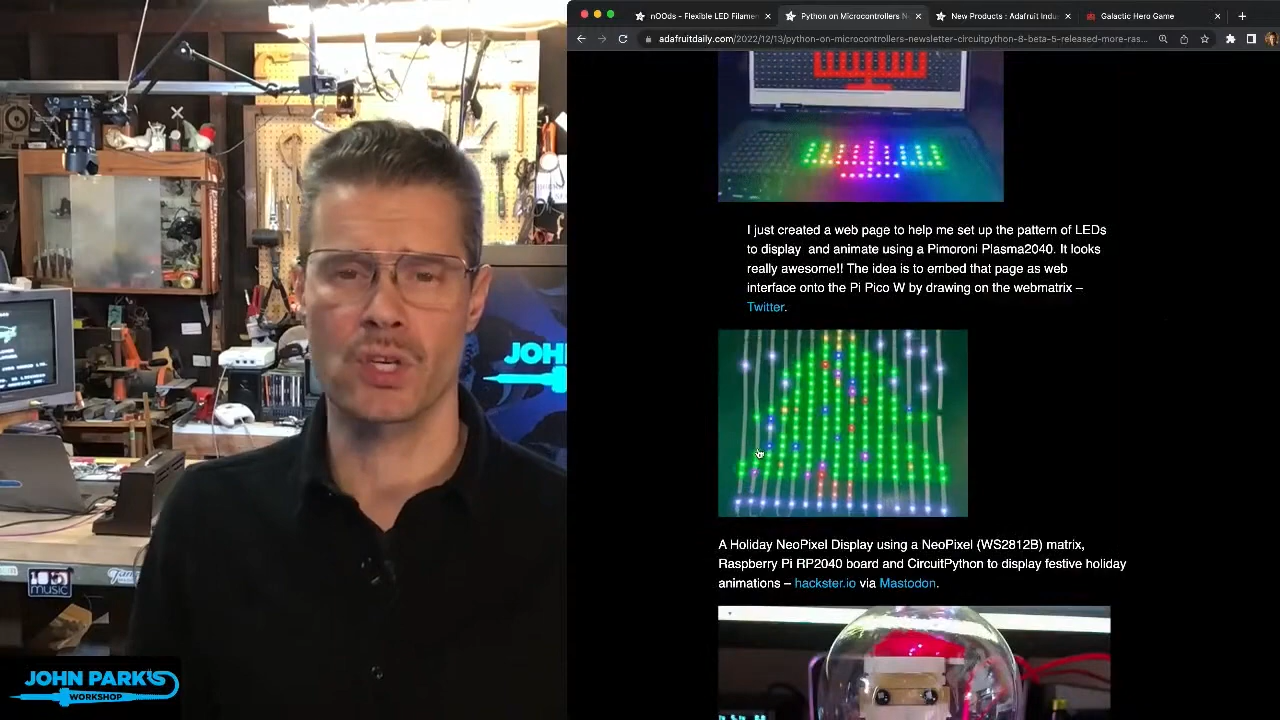 nOOds - Flexible LED Filamen
Python on Microcontrollers N
New Products : Adafruit Indu
Galactic Hero Game
adafruitdaily.com/2022/12/13/python-on-microcontrollers-newsletter-circuitpython-8-beta-5-released-more-ras...
I just created a web page to help me set up the pattern of LEDs
to display and animate using a Pimoroni Plasma2040. It looks
really awesome!! The idea is to embed that page as web
interface onto the Pi Pico W by drawing on the webmatrix –
Twitter.
JOHN
A Holiday NeoPixel Display using a NeoPixel (WS2812B) matrix,
Raspberry Pi RP2040 board and CircuitPython to display festive holiday
animations – hackster.io via Mastodon.
music
JOHN PARK'S
WORKSHOP